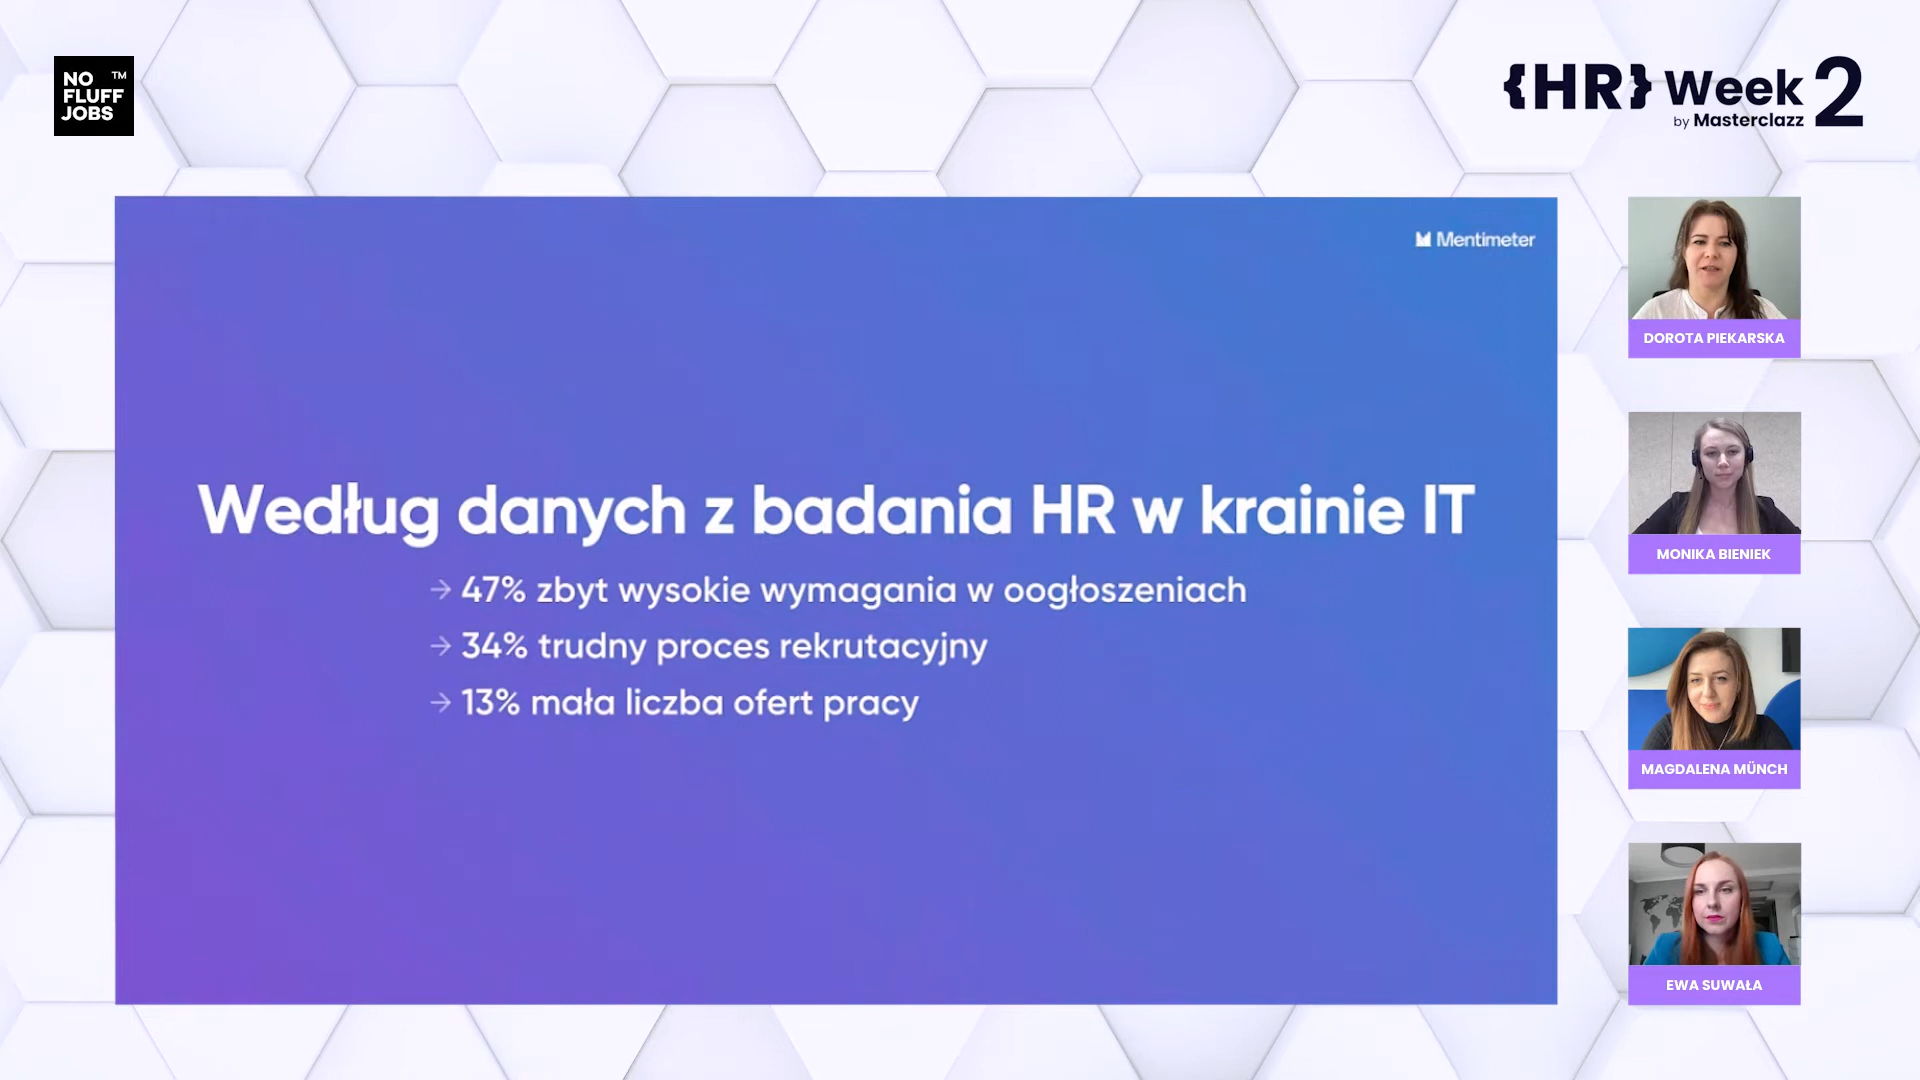 NO TM
FLUFF
JOBS
{HR} Week 2
by Masterclazz
Mentimeter
Według danych z badania HR w krainie IT
→ 47% zbyt wysokie wymagania w oogłoszeniach
→ 34% trudny proces rekrutacyjny
→ 13% mała liczba ofert pracy
DOROTA PIEKARSKA
MONIKA BIENIEK
MAGDALENA MÜNCH
EWA SUWAŁA